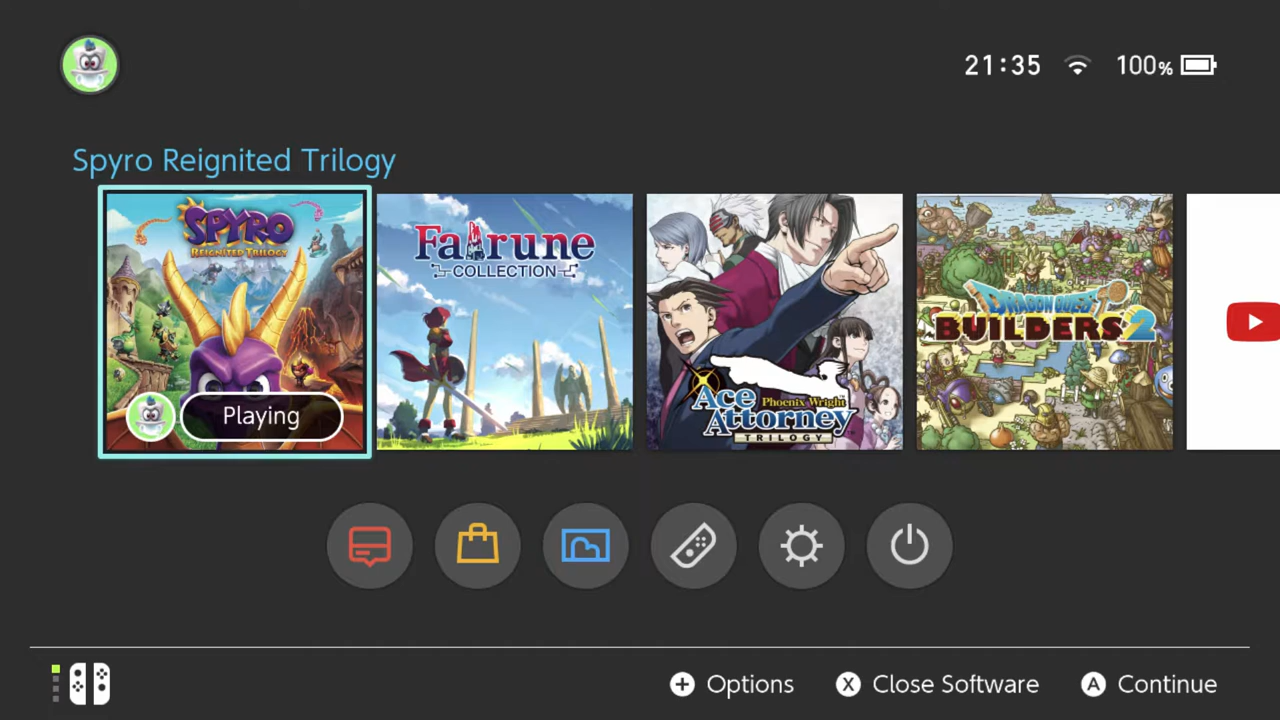 21:35 100%
Spyro Reignited Trilogy
SPYRO
REIGNITED TRILOGY
Playing
Fairune
COLLECTION
Phoenix Wright
Ace
Attorney
TRILOGY
DRAGON QUEST
BUILDERS 2
+ Options X Close Software A Continue